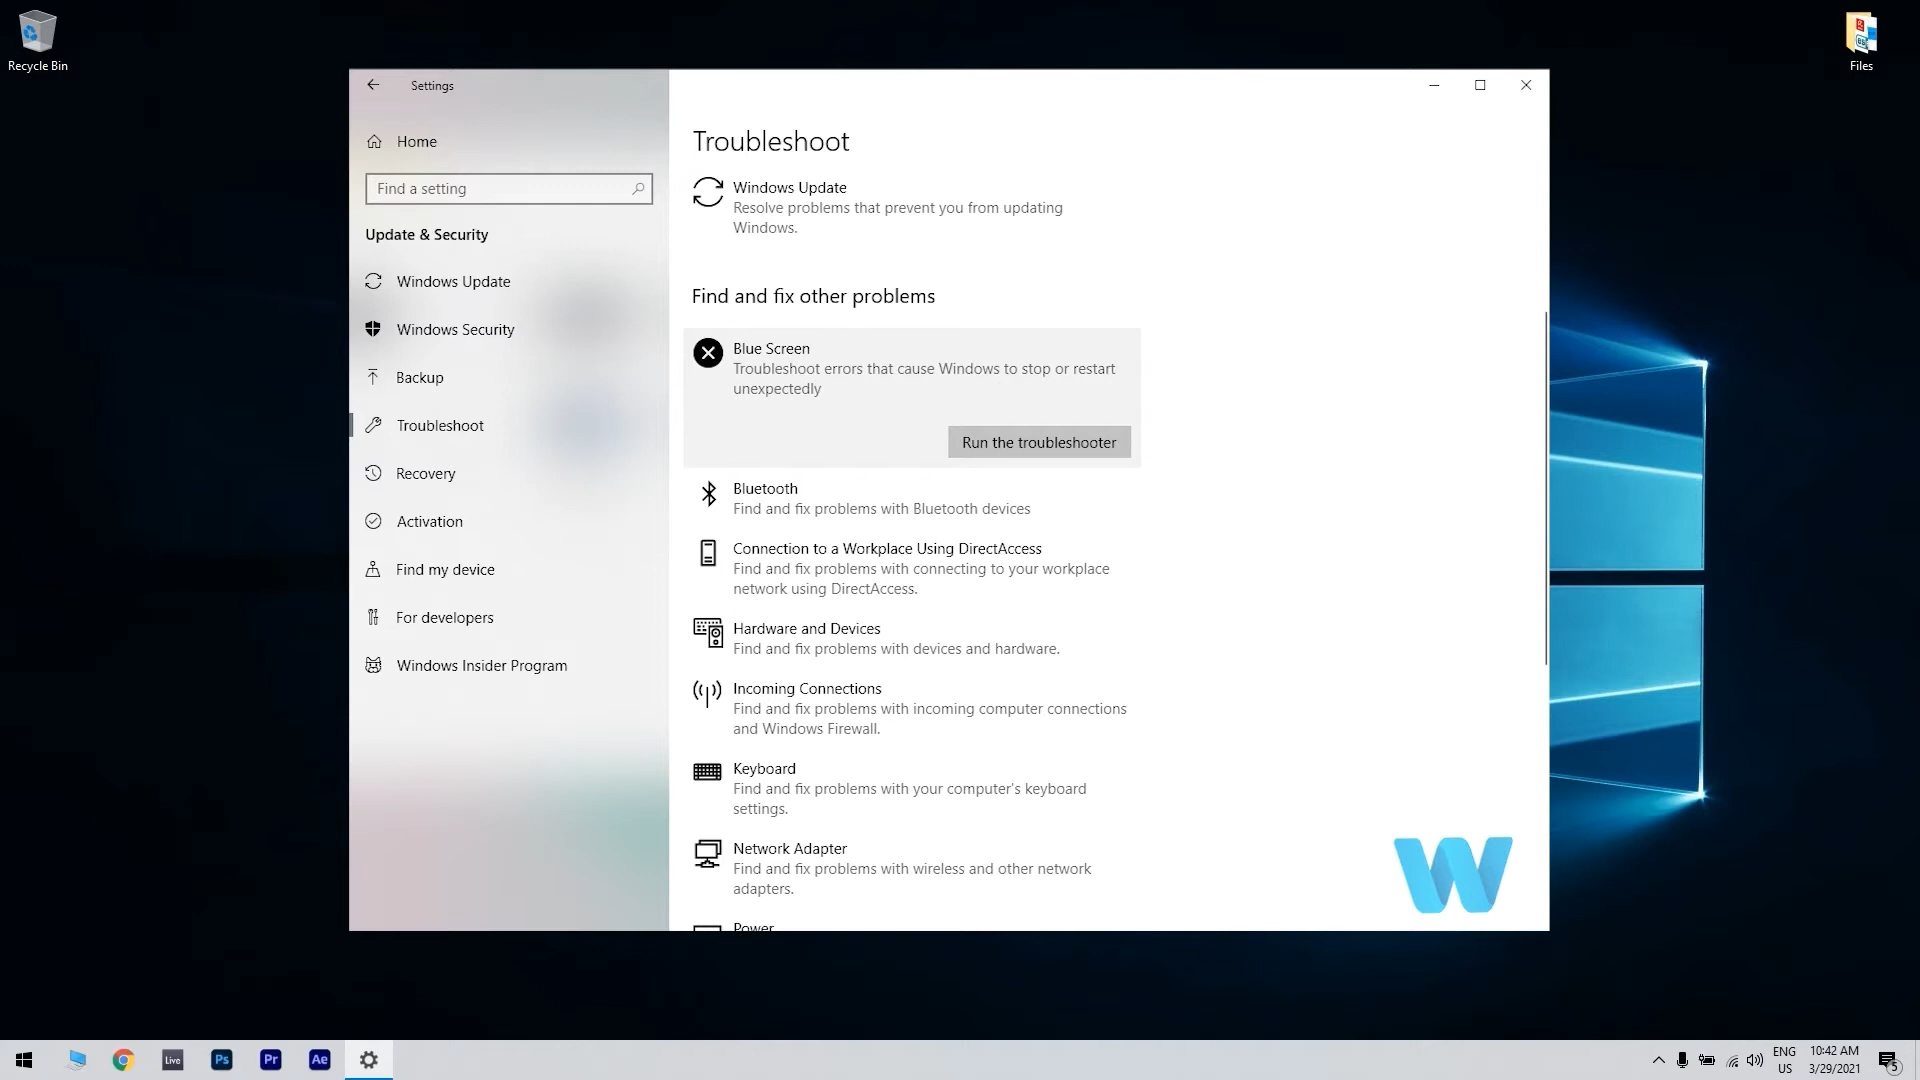 Recycle Bin
Files
Settings
Home
Find a setting
Update & Security
Windows Update
Windows Security
Backup
Troubleshoot
Recovery
Activation
Find my device
For developers
Windows Insider Program
Troubleshoot
Windows Update
Resolve problems that prevent you from updating
Windows.
Find and fix other problems
Blue Screen
Troubleshoot errors that cause Windows to stop or restart
unexpectedly
Run the troubleshooter
Bluetooth
Find and fix problems with Bluetooth devices
Connection to a Workplace Using DirectAccess
Find and fix problems with connecting to your workplace
network using DirectAccess.
Hardware and Devices
Find and fix problems with devices and hardware.
Incoming Connections
Find and fix problems with incoming computer connections
and Windows Firewall.
Keyboard
Find and fix problems with your computer's keyboard
settings.
Network Adapter
Find and fix problems with wireless and other network
adapters.
Power
W
Live
Ps
Pr
Ae
ENG
US
10:42 AM
3/29/2021
5